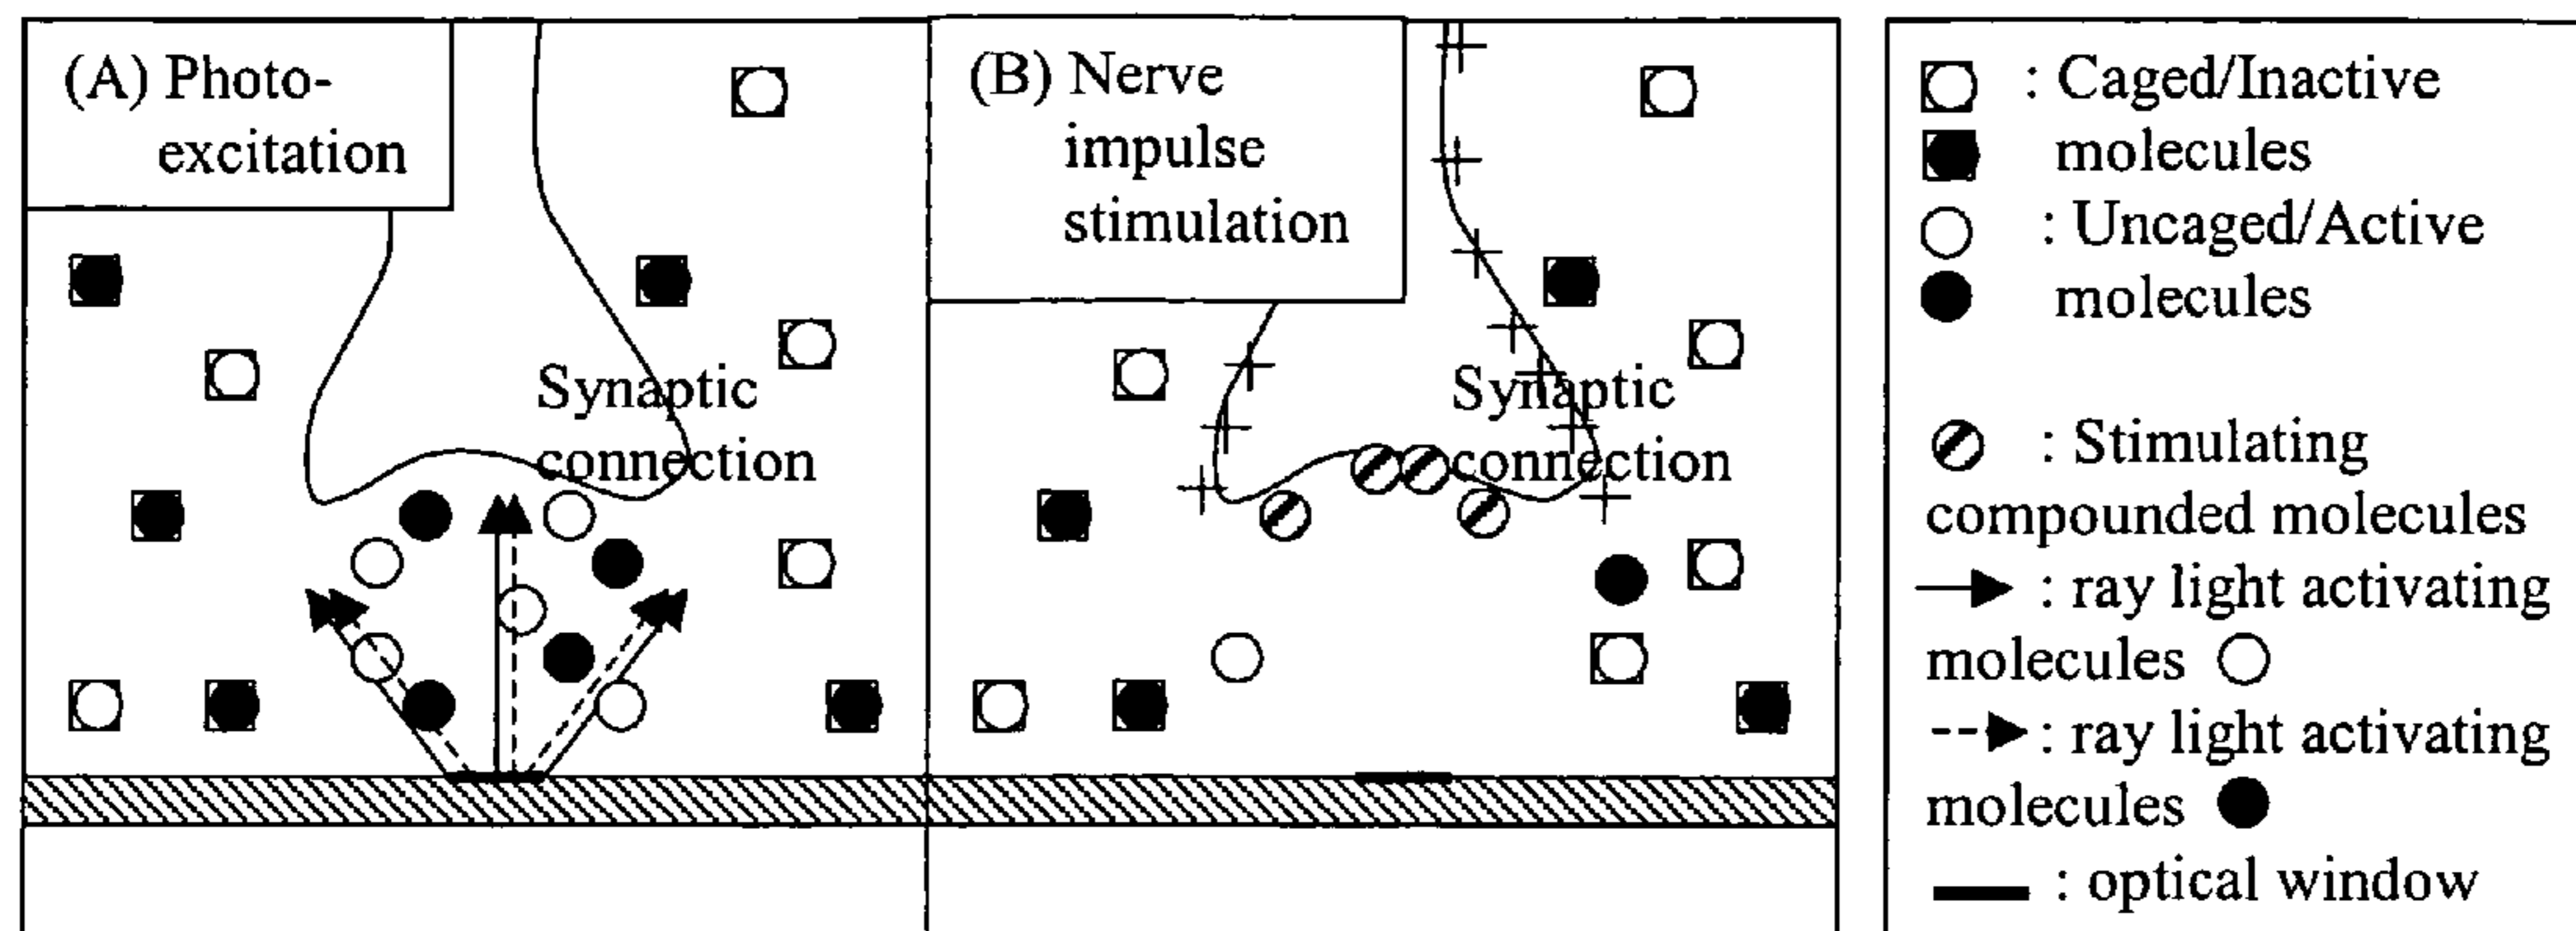 (A) Photo-
excitation
Synaptic
connection
(B) Nerve
impulse
stimulation
Synaptic
connection
: Caged/Inactive
molecules
: Uncaged/Active
molecules
: Stimulating
compounded molecules
: ray light activating
molecules
: ray light activating
molecules
: optical window